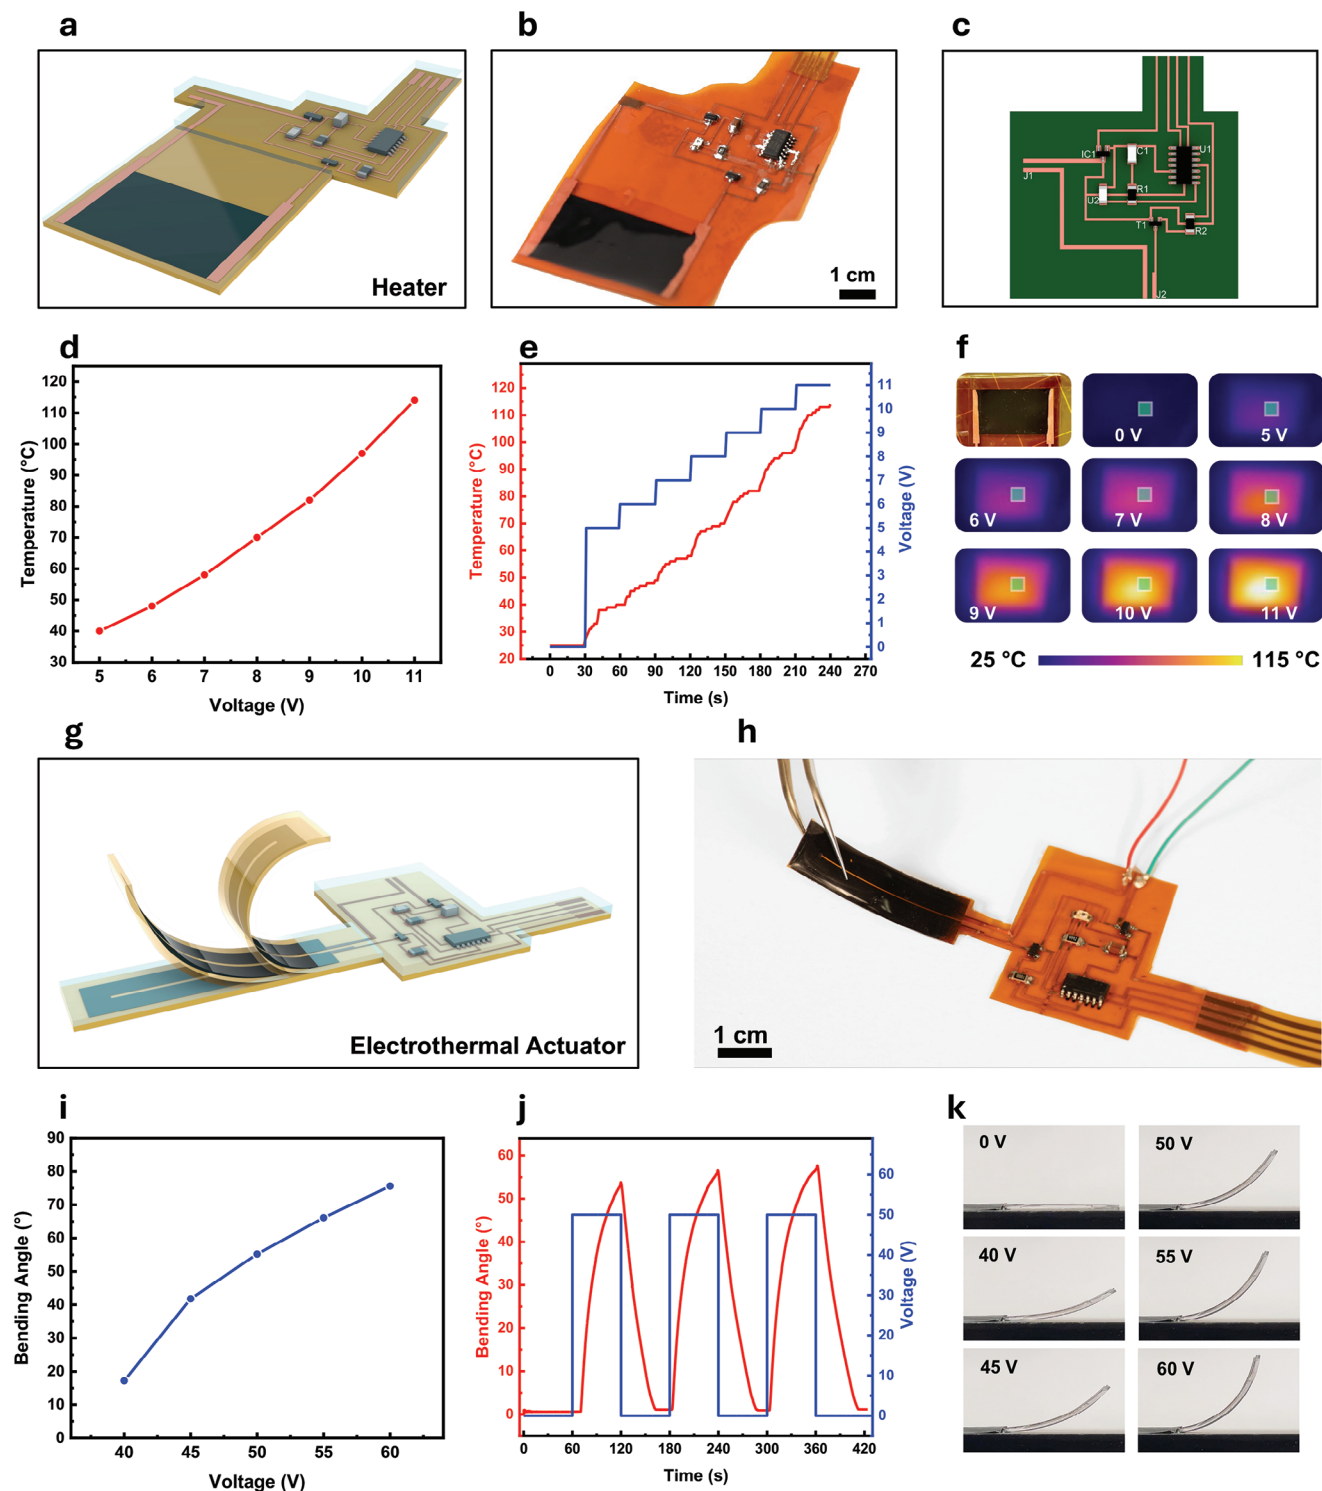 a
b
c
Heater
1 cm
IC1
C1
U1
J1
R1
U2
T1
R2
J2
d
e
f
120
110
100
90
80
70
60
50
40
30
Temperature (°C)
5 6 7 8 9 10 11
Voltage (V)
120
110
100
90
80
70
60
50
40
30
20
Temperature (°C)
11
10
9
8
7
6
5
4
3
2
1
0
Voltage (V)
0 30 60 90 120 150 180 210 240 270
Time (s)
0 V
5 V
6 V
7 V
8 V
9 V
10 V
11 V
25 °C
115 °C
g
h
Electrothermal Actuator
1 cm
i
j
k
90
80
70
60
50
40
30
20
10
0
Bending Angle (°)
40 45 50 55 60
Voltage (V)
60
50
40
30
20
10
0
Bending Angle (°)
60
50
40
30
20
10
0
Voltage (V)
0 60 120 180 240 300 360 420
Time (s)
0 V
50 V
40 V
55 V
45 V
60 V